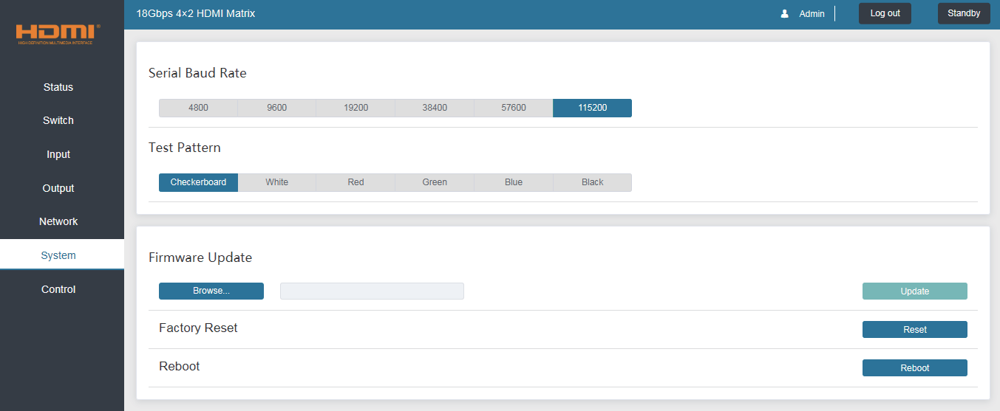 HDMI®
HIGH-DEFINITION MULTIMEDIA INTERFACE
18Gbps 4×2 HDMI Matrix
Admin
Log out
Standby
Status
Switch
Input
Output
Network
System
Control
Serial Baud Rate
4800 9600 19200 38400 57600 115200
Test Pattern
Checkerboard White Red Green Blue Black
Firmware Update
Browse... Update
Factory Reset Reset
Reboot Reboot